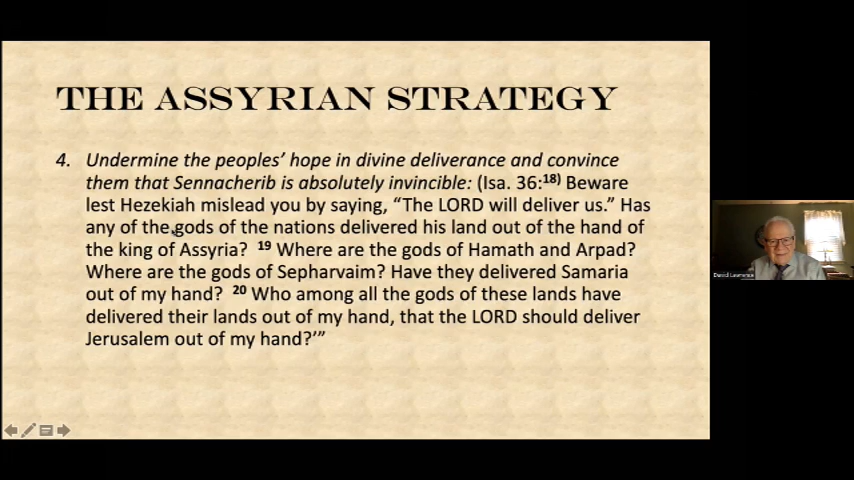 THE ASSYRIAN STRATEGY
4. Undermine the peoples’ hope in divine deliverance and convince
them that Sennacherib is absolutely invincible: (Isa. 36:18) Beware
lest Hezekiah mislead you by saying, “The LORD will deliver us.” Has
any of the gods of the nations delivered his land out of the hand of
the king of Assyria? 19 Where are the gods of Hamath and Arpad?
Where are the gods of Sepharvaim? Have they delivered Samaria
out of my hand? 20 Who among all the gods of these lands have
delivered their lands out of my hand, that the LORD should deliver
Jerusalem out of my hand?’”
David Lawrence